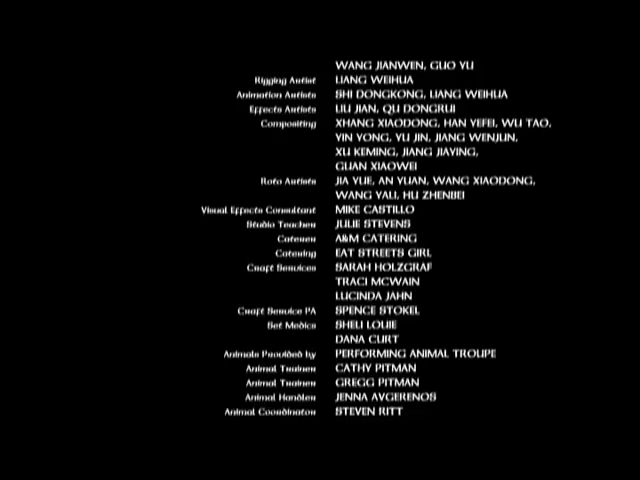 WANG JIANWEN, GUO YU
Rigging Artist LIANG WEIHUA
Animation Artists SHI DONGKONG, LIANG WEIHUA
Effects Artists LIU JIAN, QU DONGRUI
Compositing XHANG XIAODONG, HAN YEFEI, WU TAO,
YIN YONG, YU JIN, JIANG WENJUN,
XU KEMING, JIANG JIAYING,
GUAN XIAOWEI
Roto Artists JIA YUE, AN YUAN, WANG XIAODONG,
WANG YALI, HU ZHENBEI
Visual Effects Consultant MIKE CASTILLO
Studio Teacher JULIE STEVENS
Caterer A&M CATERING
Catering EAT STREETS GIRL
Craft Services SARAH HOLZGRAF
TRACI MCWAIN
LUCINDA JAHN
Craft Service PA SPENCE STOKEL
Set Medics SHELI LOUIE
DANA CURT
Animals Provided by PERFORMING ANIMAL TROUPE
Animal Trainer CATHY PITMAN
Animal Trainer GREGG PITMAN
Animal Handler JENNA AVGERENOS
Animal Coordinator STEVEN RITT